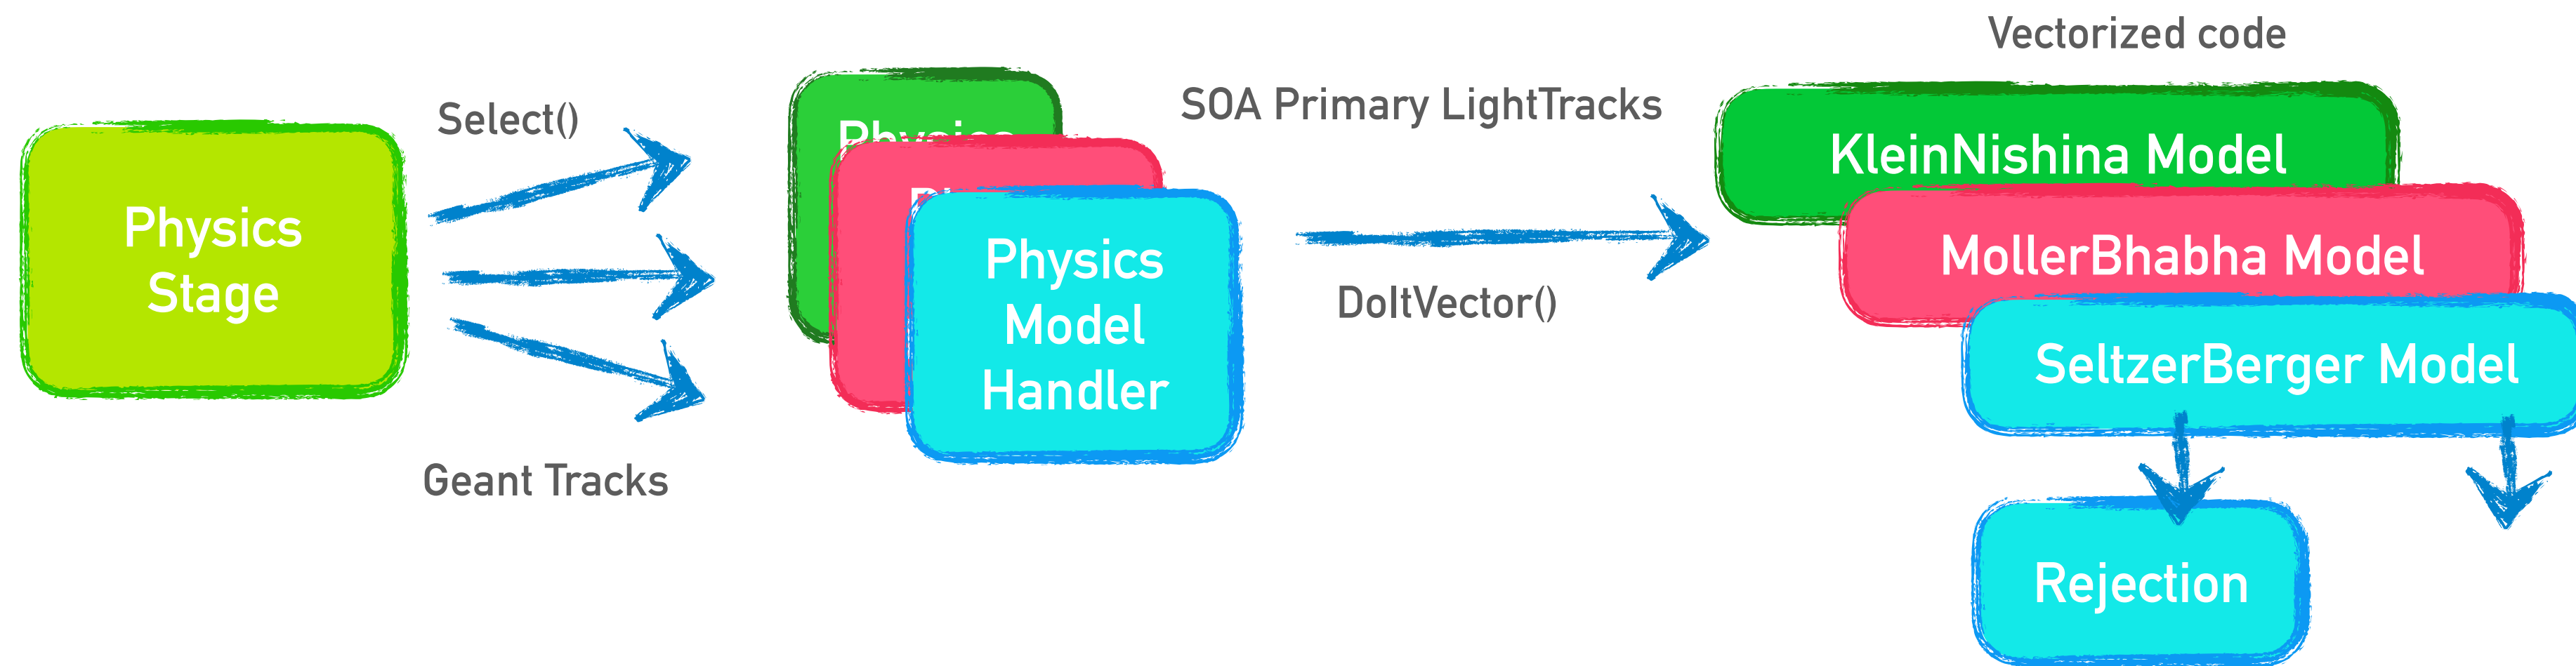 Vectorized code
Select()
SOA Primary LightTracks
Physics
Stage
Physics
Physics
Model
Handler
DoItVector()
Geant Tracks
KleinNishina Model
MollerBhabha Model
SeltzerBerger Model
Rejection